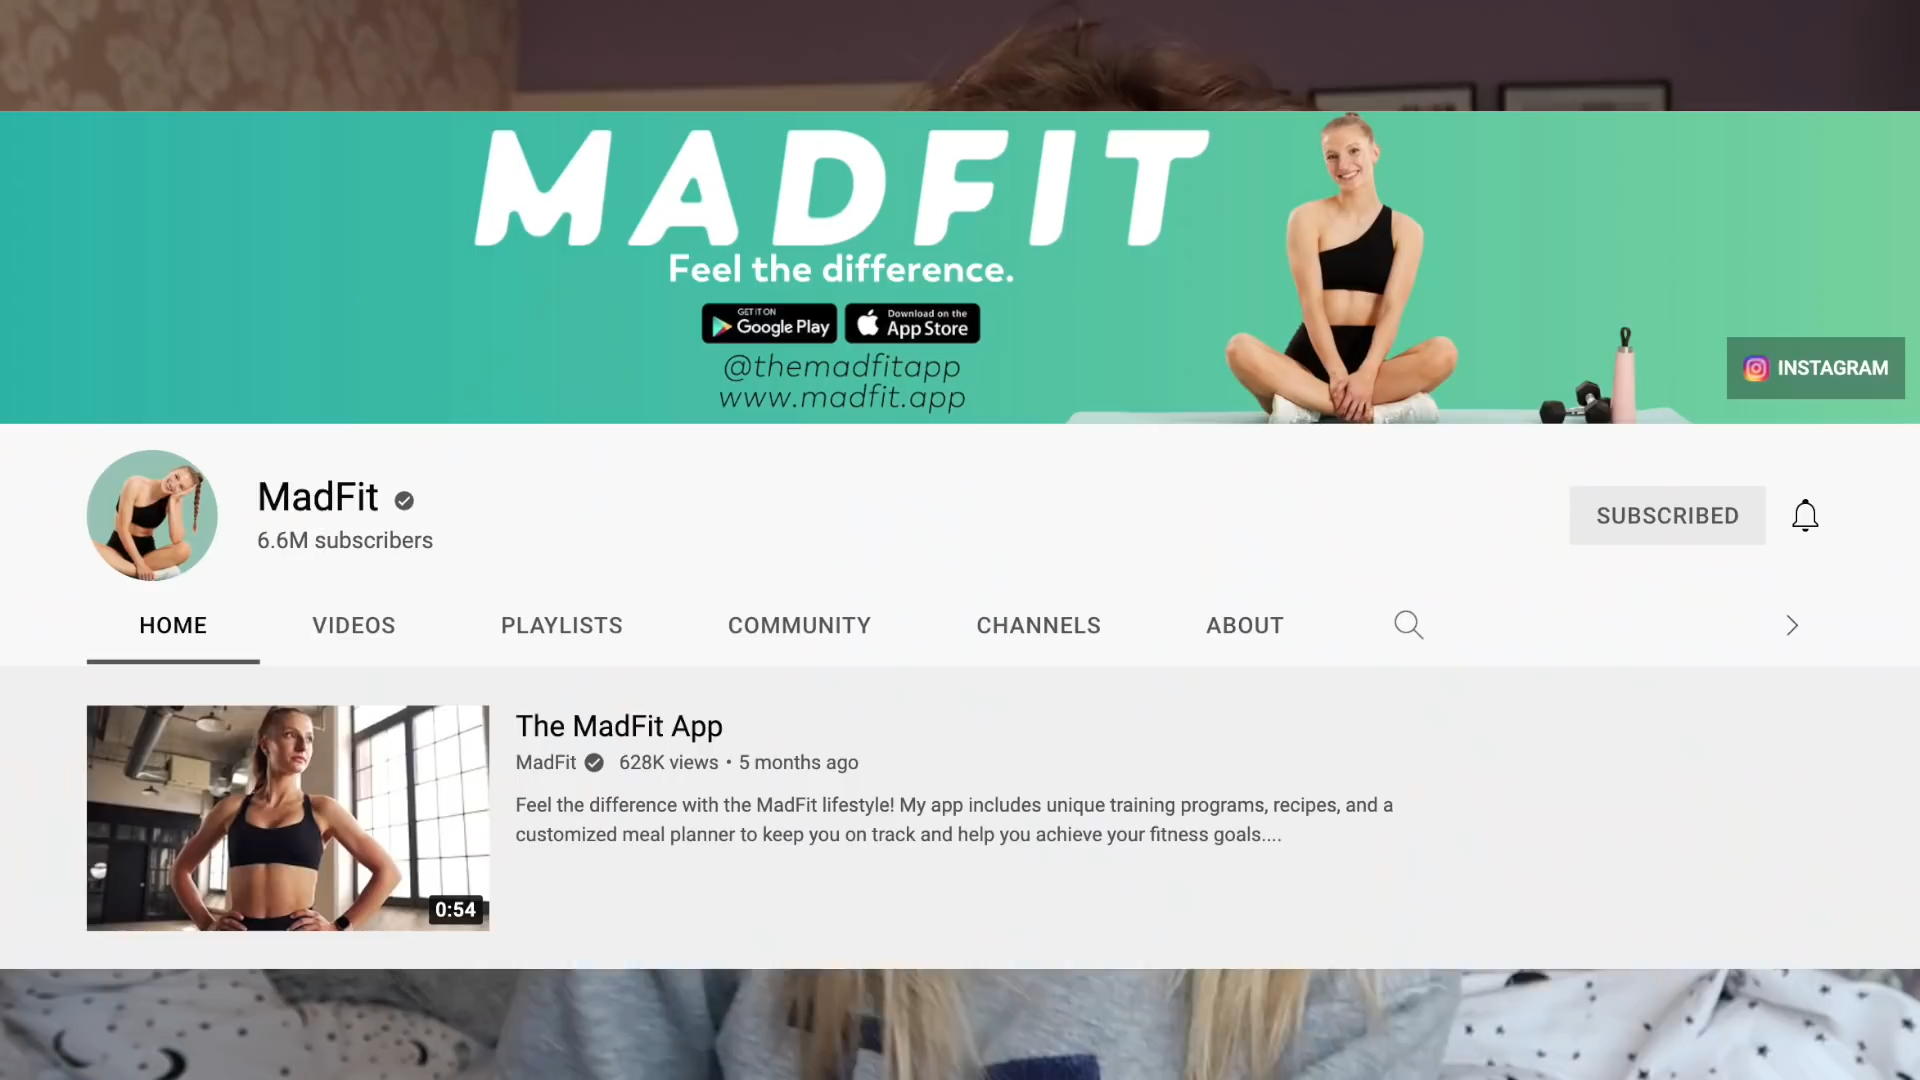 MADFIT
Feel the difference.
GET IT ON
Google Play
Download on the
App Store
@themadfitapp
www.madfit.app
INSTAGRAM
MadFit
6.6M subscribers
SUBSCRIBED
HOME VIDEOS PLAYLISTS COMMUNITY CHANNELS ABOUT
The MadFit App
MadFit 628K views • 5 months ago
Feel the difference with the MadFit lifestyle! My app includes unique training programs, recipes, and a
customized meal planner to keep you on track and help you achieve your fitness goals....
0:54